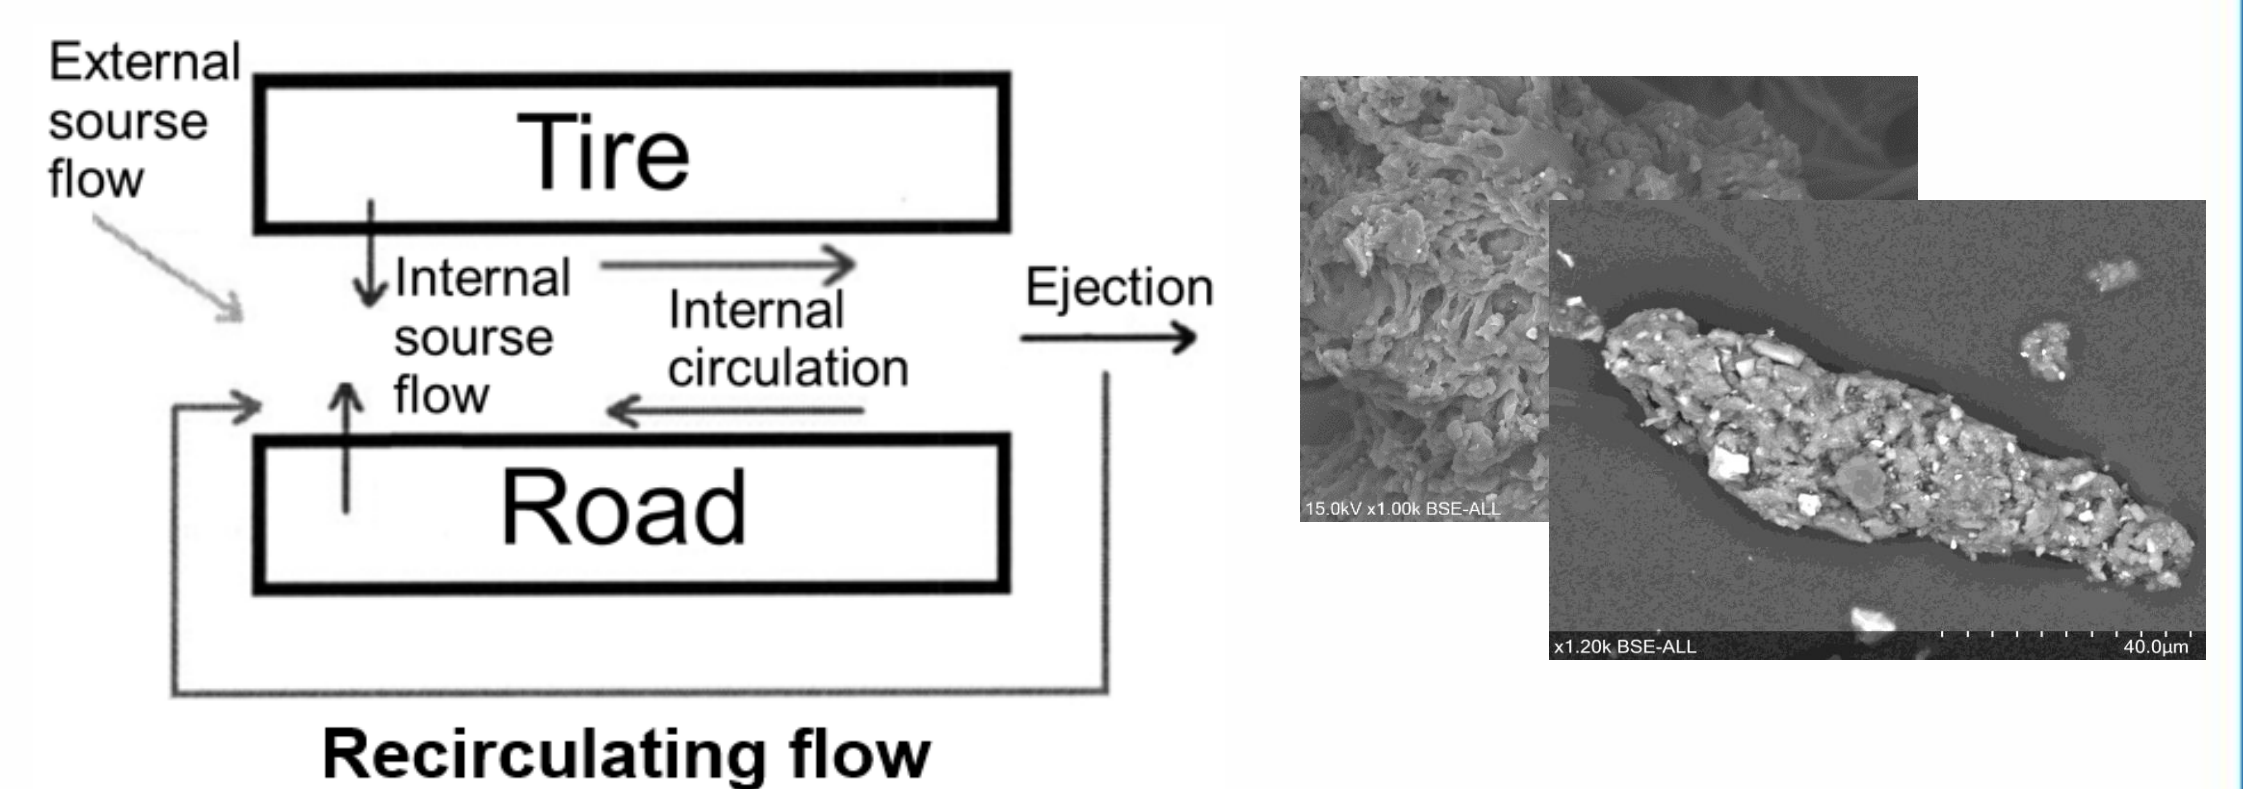 External
sourse
flow
Tire
Internal
sourse
flow
Internal
circulation
Ejection
Road
Recirculating flow
15.0kV x1.00k BSE-ALL
x1.20k BSE-ALL
40.0µm